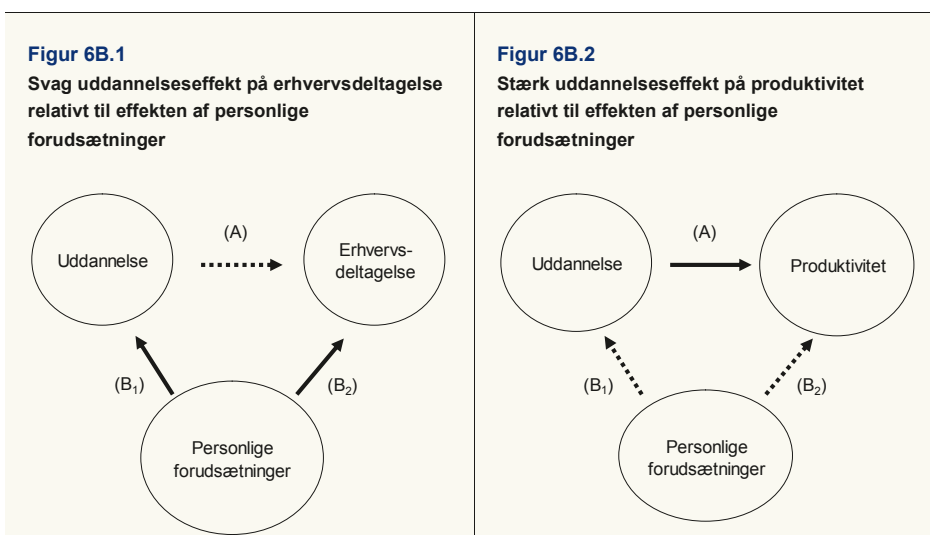 Figur 6B.1
Svag uddannelseseffekt på erhvervsdeltagelse
relativt til effekten af personlige
forudsætninger
(A)
Uddannelse
Erhvervs-
deltagelse
(B₁)
(B₂)
Personlige
forudsætninger
Figur 6B.2
Stærk uddannelseseffekt på produktivitet
relativt til effekten af personlige
forudsætninger
(A)
Uddannelse
Produktivitet
(B₁)
(B₂)
Personlige
forudsætninger